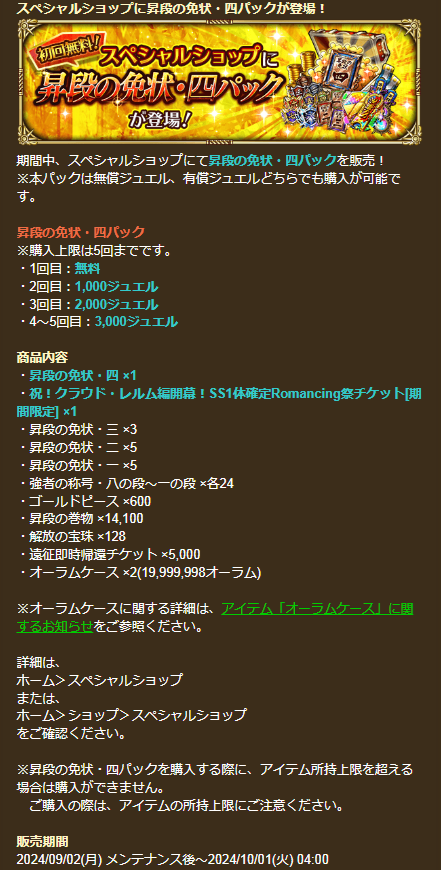 スペシャルショップに昇段の免状・四パックが登場！
初回無料!
スペシャルショップに
昇段の免状・四パック
が登場!
期間中、スペシャルショップにて昇段の免状・四パックを販売！
※本パックは無償ジュエル、有償ジュエルどちらでも購入が可能で
す。
昇段の免状・四パック
※購入上限は5回までです。
・1回目：無料
・2回目：1,000ジュエル
・3回目：2,000ジュエル
・4～5回目：3,000ジュエル
商品内容
・昇段の免状・四 ×1
・祝！クラウド・レルム編開幕！SS1体確定Romancing祭チケット[期
間限定] ×1
・昇段の免状・三 ×3
・昇段の免状・二 ×5
・昇段の免状・一 ×5
・強者の称号・八の段～一の段 ×各24
・ゴールドピース ×600
・昇段の巻物 ×14,100
・解放の宝珠 ×128
・遠征即時帰還チケット ×5,000
・オーラムケース ×2(19,999,998オーラム)
※オーラムケースに関する詳細は、アイテム「オーラムケース」に関
するお知らせをご参照ください。
詳細は、
ホーム＞スペシャルショップ
または、
ホーム＞ショップ＞スペシャルショップ
をご確認ください。
※昇段の免状・四パックを購入する際に、アイテム所持上限を超える
場合は購入ができません。
ご購入の際は、アイテムの所持上限にご注意ください。
販売期間
2024/09/02(月) メンテナンス後～2024/10/01(火) 04:00